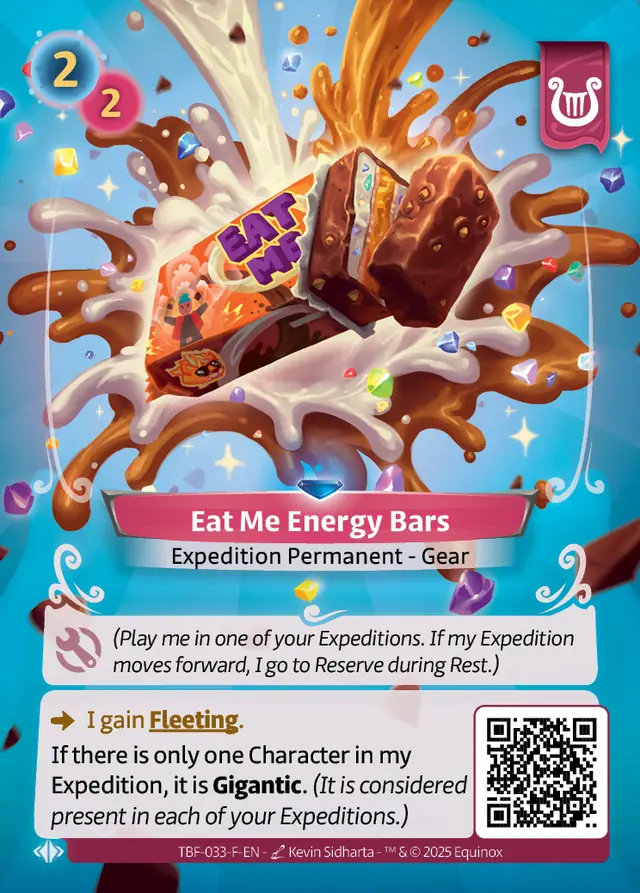 2
2
EAT
ME
Eat Me Energy Bars
Expedition Permanent - Gear
(Play me in one of your Expeditions. If my Expedition
moves forward, I go to Reserve during Rest.)
I gain Fleeting.
If there is only one Character in my
Expedition, it is Gigantic. (It is considered
present in each of your Expeditions.)
TBF-033-F-EN - Kevin Sidharta - ™ & © 2025 Equinox